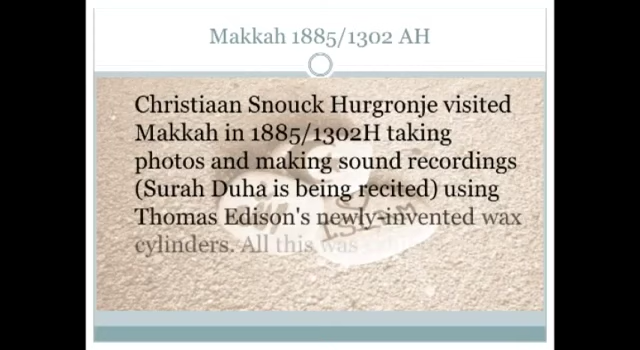 Makkah 1885/1302 AH
Christiaan Snouck Hurgronje visited
Makkah in 1885/1302H taking
photos and making sound recordings
(Surah Duha is being recited) using
Thomas Edison's newly-invented wax
cylinders. All this was
ISLAM